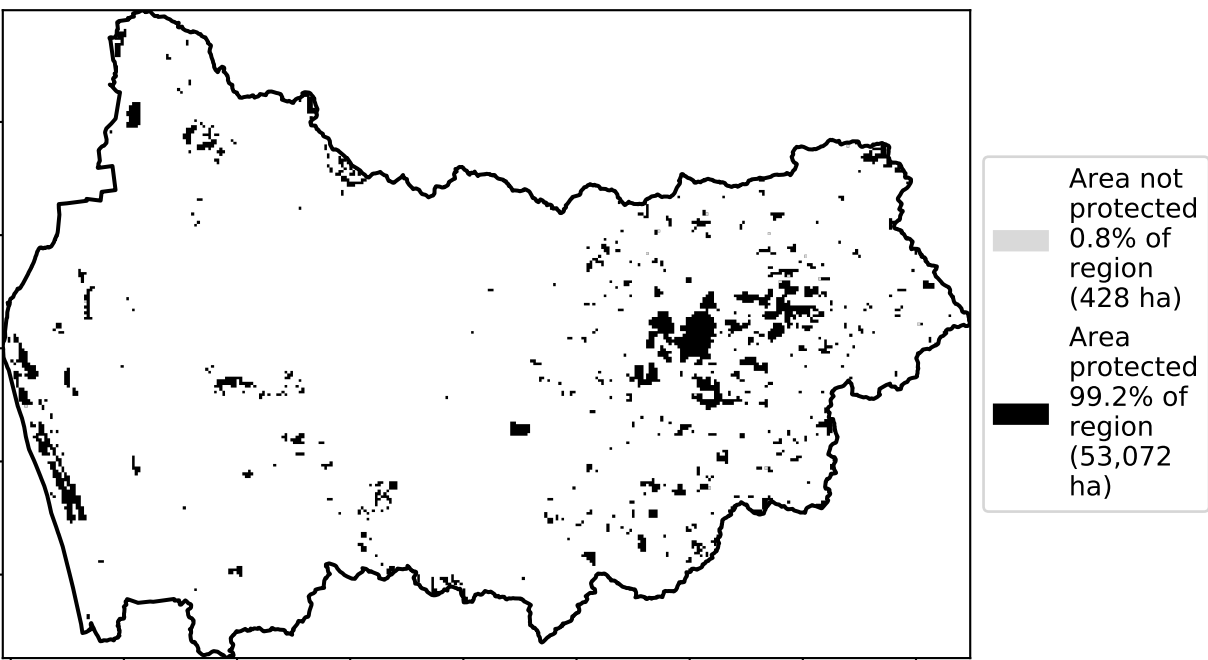 Area not
protected
0.8% of
region
(428 ha)
Area
protected
99.2% of
region
(53,072
ha)